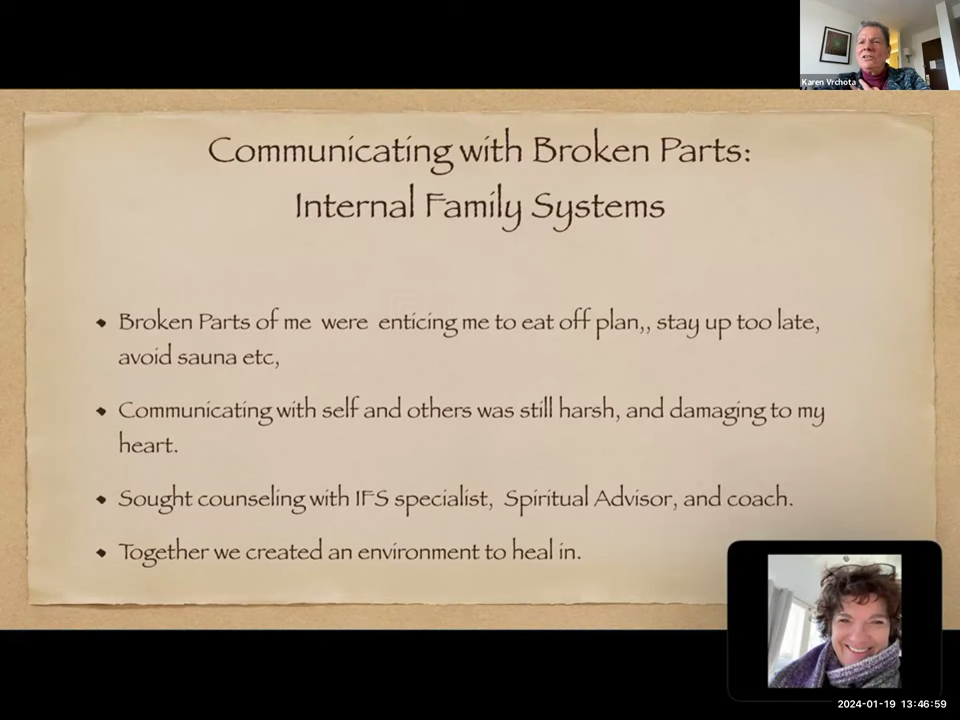 Karen Vrchota
Communicating with Broken Parts:
Internal Family Systems
Broken Parts of me were enticing me to eat off plan,, stay up too late,
avoid sauna etc,
Communicating with self and others was still harsh, and damaging to my
heart.
Sought counseling with IFS specialist, Spiritual Advisor, and coach.
Together we created an environment to heal in.
2024-01-19 13:46:59